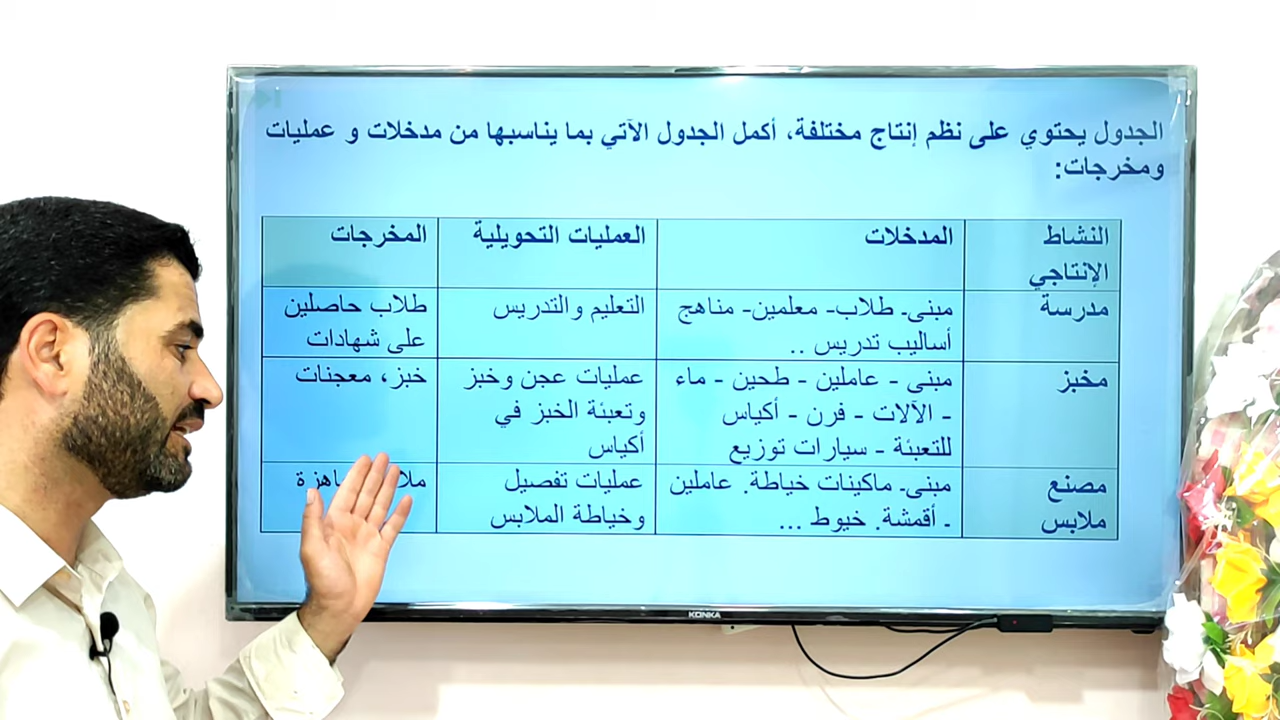 الجدول يحتوي على نظم إنتاج مختلفة، أكمل الجدول الآتي بما يناسبها من مدخلات و عمليات
ومخرجات:
النشاط
الإنتاجي
المدخلات
العمليات التحويلية
المخرجات
مدرسة
مبنى- طلاب- معلمين- مناهج
أساليب تدريس ..
التعليم والتدريس
طلاب حاصلين
على شهادات
مخبز
مبنى - عاملين - طحين - ماء
- الآلات - فرن - أكياس
للتعبئة - سيارات توزيع
عمليات عجن وخبز
وتعبئة الخبز في
أكياس
خبز، معجنات
مصنع
ملابس
مبنى- ماكينات خياطة. عاملين
- أقمشة. خيوط ...
عمليات تفصيل
وخياطة الملابس
KONKA